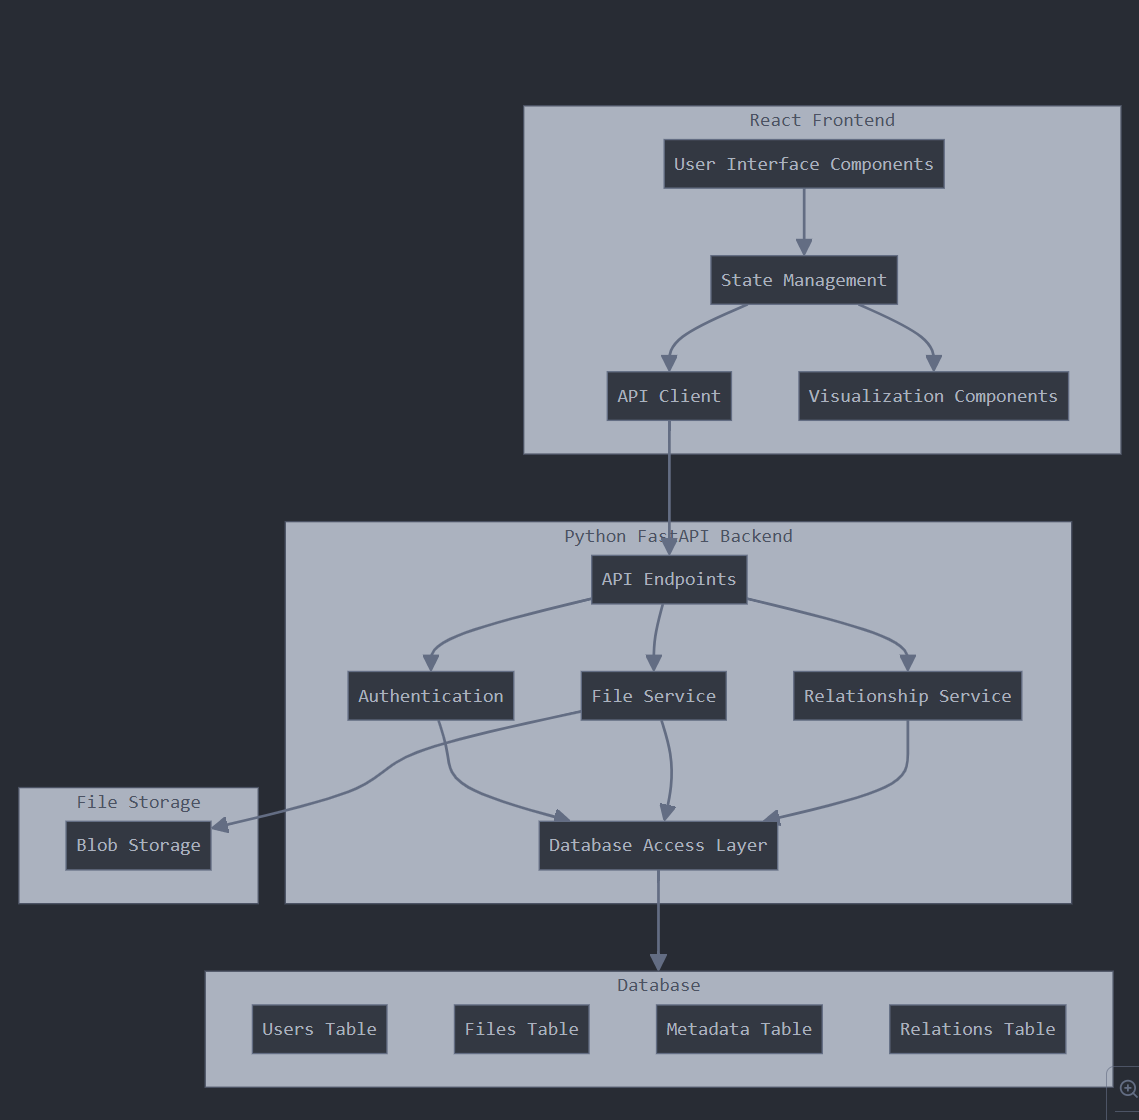 React Frontend
User Interface Components
State Management
API Client
Visualization Components
Python FastAPI Backend
API Endpoints
Authentication
File Service
Relationship Service
File Storage
Blob Storage
Database Access Layer
Database
Users Table
Files Table
Metadata Table
Relations Table